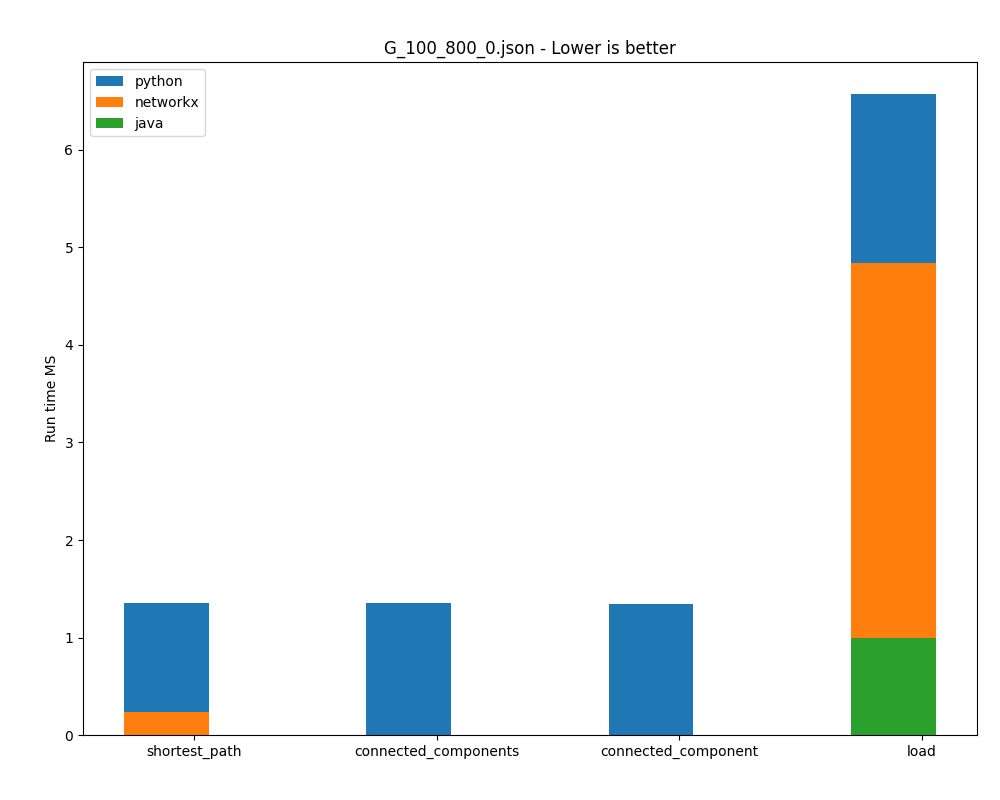 G_100_800_0.json - Lower is better
python
networkx
java
6
5
4
3
2
1
0
Run time MS
shortest_path
connected_components
connected_component
load